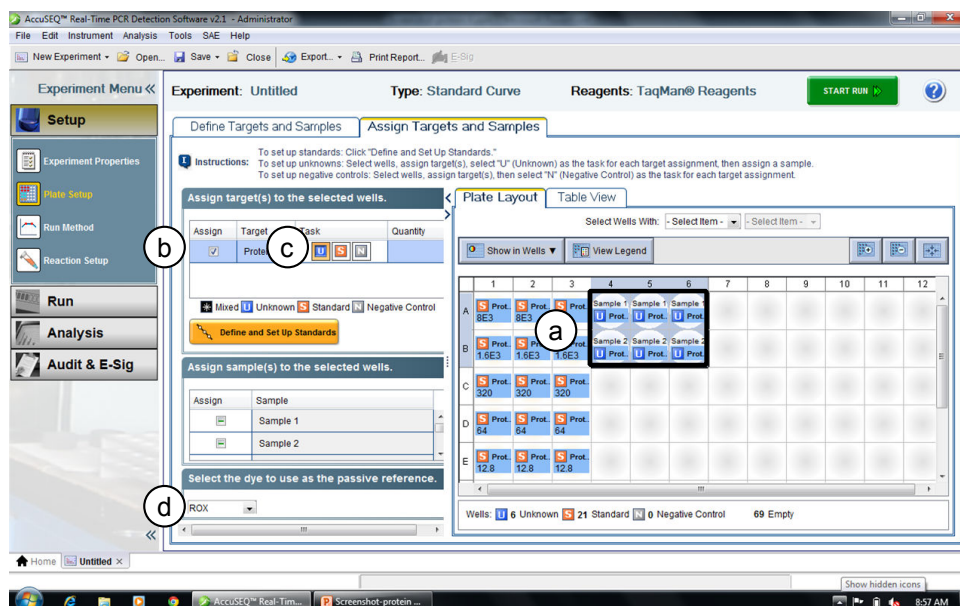 AccuSEQ™ Real-Time PCR Detection Software v2.1 - Administrator
File Edit Instrument Analysis Tools SAE Help
New Experiment Open... Save Close Export... Print Report... E-Sig
Experiment Menu «
Experiment: Untitled Type: Standard Curve Reagents: TaqMan® Reagents START RUN
Setup
Define Targets and Samples Assign Targets and Samples
Instructions: To set up standards: Click "Define and Set Up Standards."
To set up unknowns: Select wells, assign target(s), select "U" (Unknown) as the task for each target assignment, then assign a sample.
To set up negative controls: Select wells, assign target(s), then select "N" (Negative Control) as the task for each target assignment.
Experiment Properties
Plate Setup
Run Method
Reaction Setup
Run
Analysis
Audit & E-Sig
Assign target(s) to the selected wells.
Assign Target Task Quantity
b c U S N
Mixed U Unknown S Standard N Negative Control
Define and Set Up Standards
Assign sample(s) to the selected wells.
Assign Sample
Sample 1
Sample 2
Select the dye to use as the passive reference.
d ROX
«
Plate Layout Table View
Select Wells With: - Select Item - - Select Item -
Show in Wells ▼ View Legend
1 2 3 4 5 6 7 8 9 10 11 12
Sample 1 Sample 1 Sample 1
A S Prot. S Prot. S Prot. U Prot. U Prot. U Prot.
8E3 8E3
a
Sample 2 Sample 2 Sample 2
B S Prot. S S Prot. U Prot. U Prot. U Prot.
1.6E3 1.6E3 1.6E3
C S Prot. S Prot. S Prot.
320 320 320
D S Prot. S Prot. S Prot.
64 64 64
E S Prot. S Prot. S Prot.
12.8 12.8 12.8
Wells: U 6 Unknown S 21 Standard N 0 Negative Control 69 Empty
Home Untitled ×
Show hidden icons
AccuSEQ™ Real-Tim... Screenshot-protein ... 8:57 AM